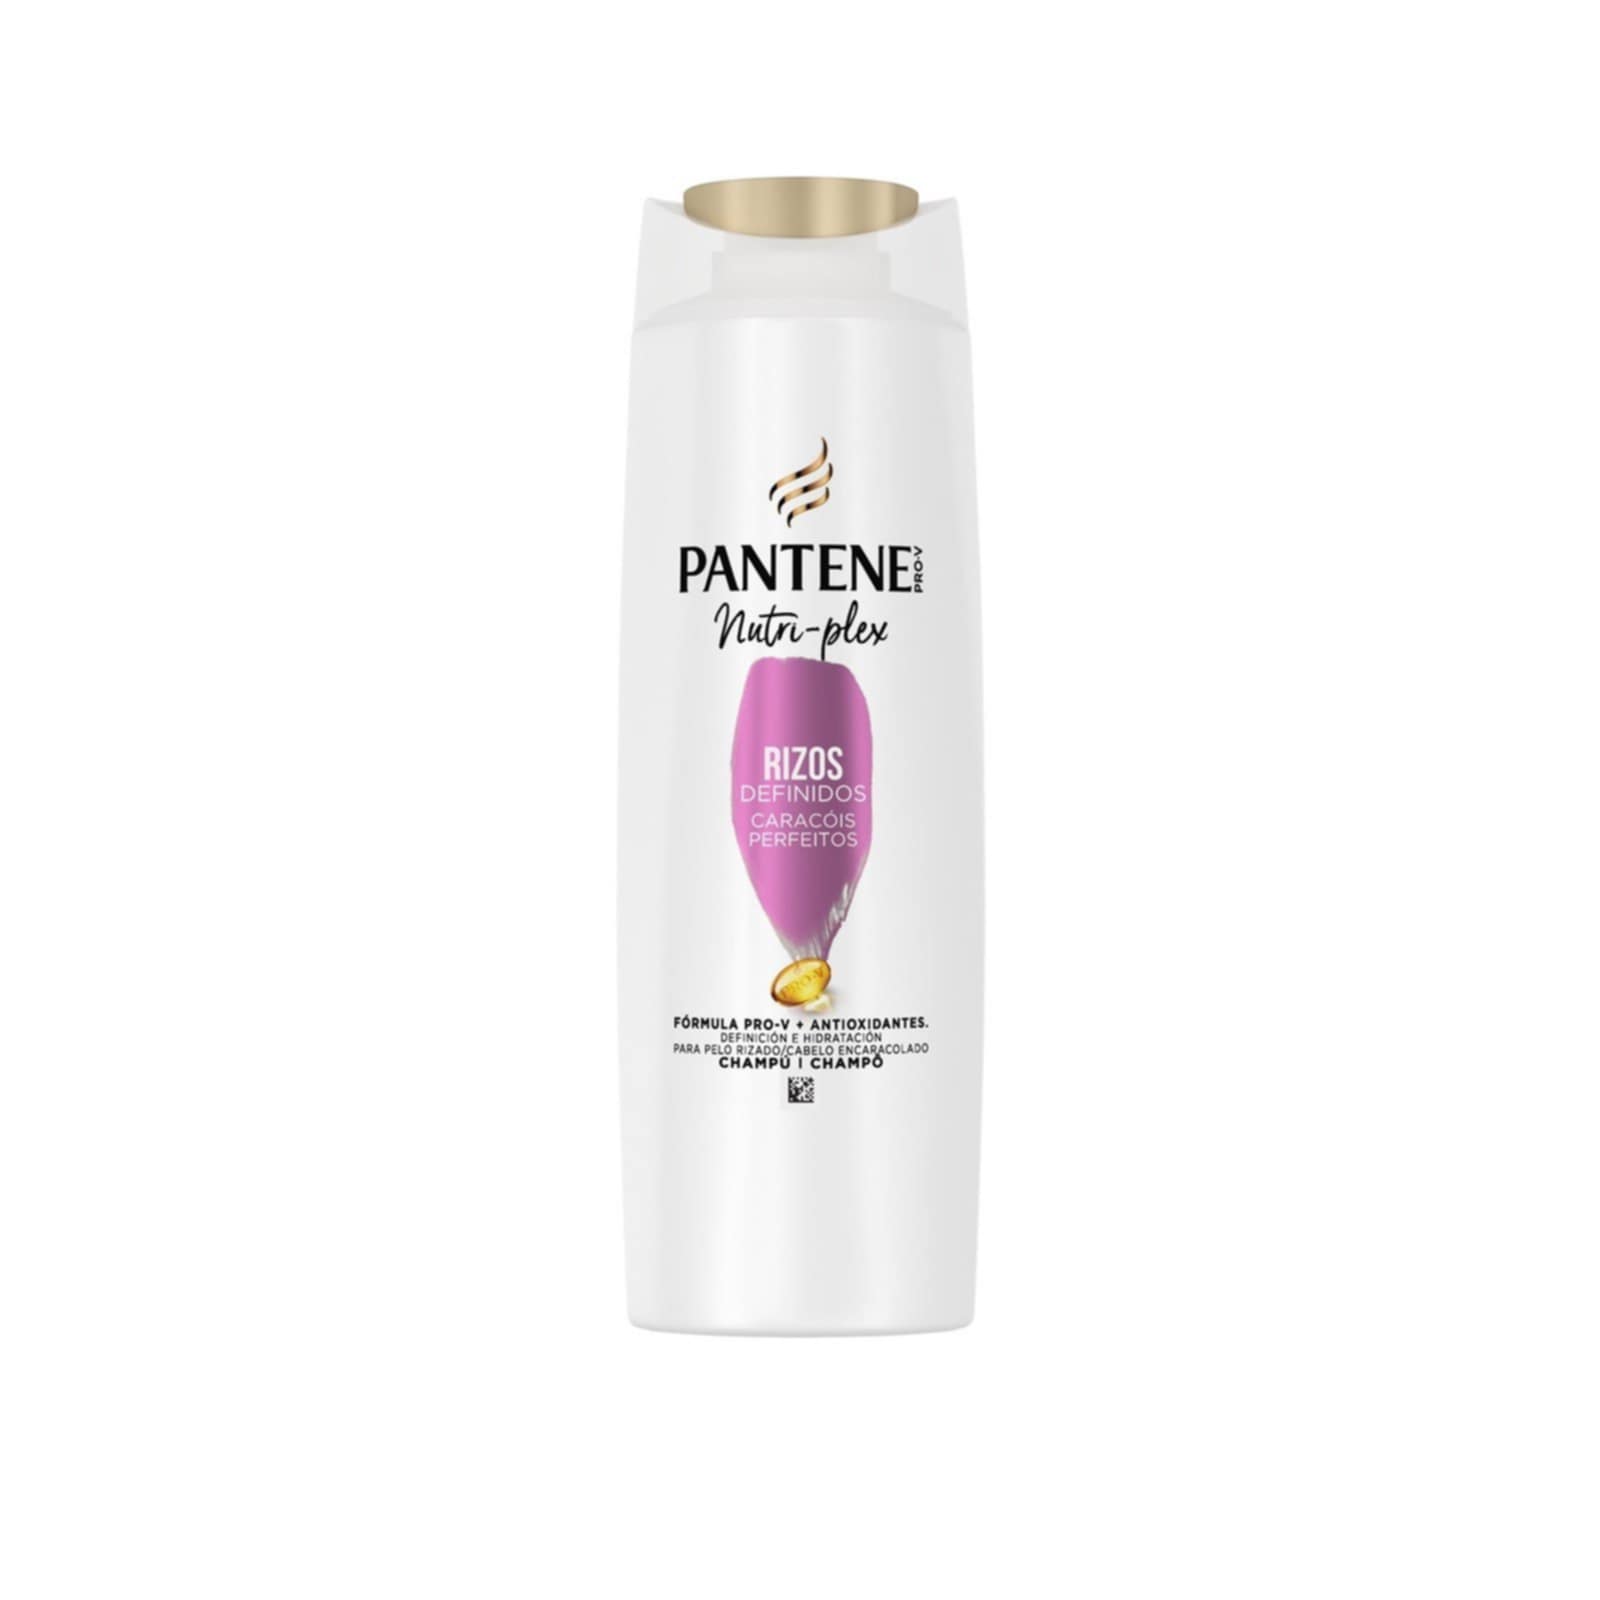 PANTENE PRO-V
Nutri-plex
RIZOS
DEFINIDOS
CARACÓIS
PERFEITOS
PRO-V
FÓRMULA PRO-V + ANTIOXIDANTES.
DEFINICIÓN E HIDRATACIÓN
PARA PELO RIZADO/CABELO ENCARACOLADO
CHAMPÚ | CHAMPÔ